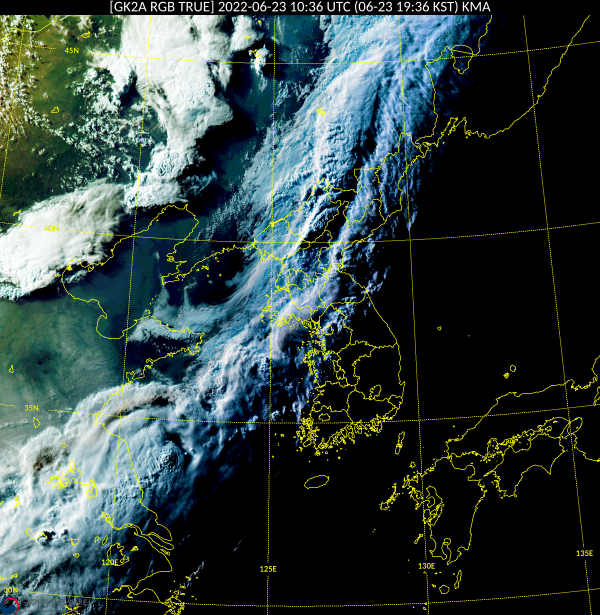 [GK2A RGB TRUE] 2022-06-23 10:36 UTC (06-23 19:36 KST) KMA
45N
40N
35N
135E
120E
125E
130E
30N